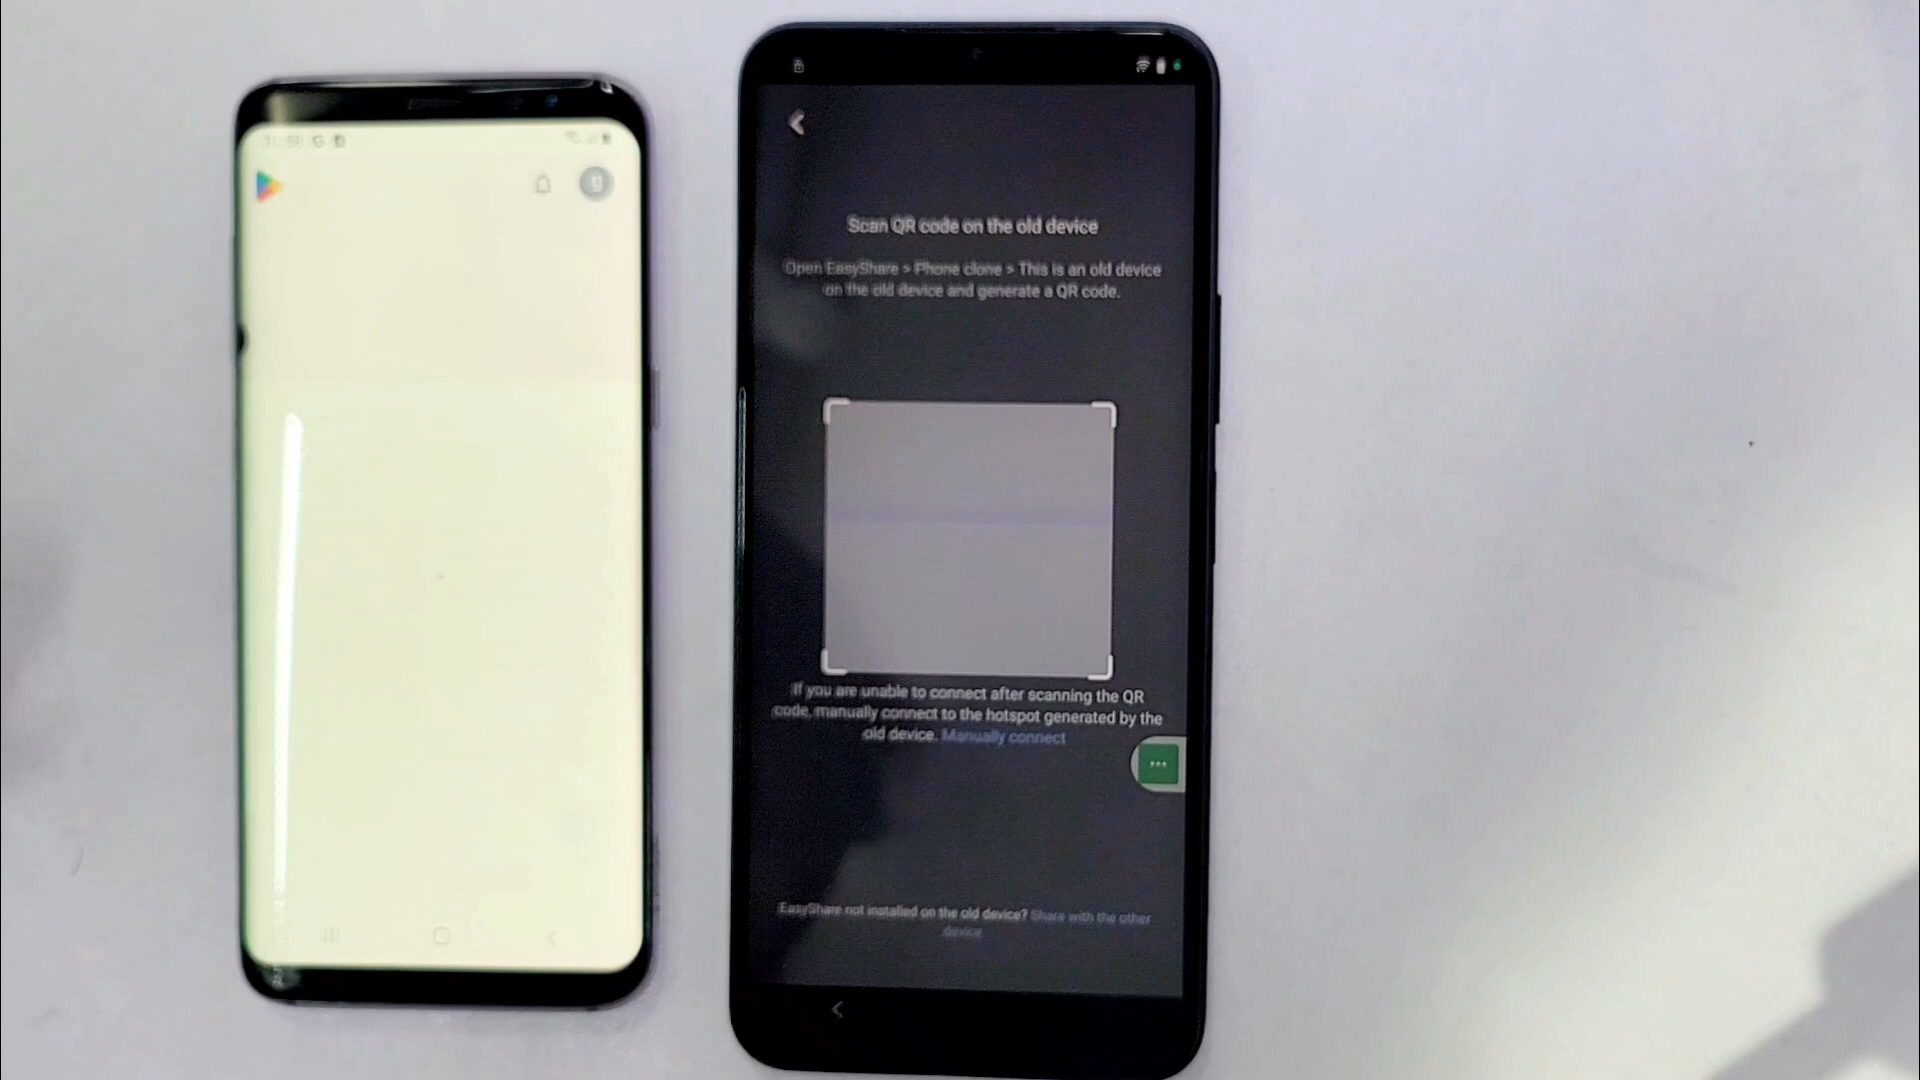 Scan QR code on the old device
Open EasyShare > Phone clone > This is an old device
on the old device and generate a QR code.
If you are unable to connect after scanning the QR
code, manually connect to the hotspot generated by the
old device. Manually connect
EasyShare not installed on the old device? Share with the other
device